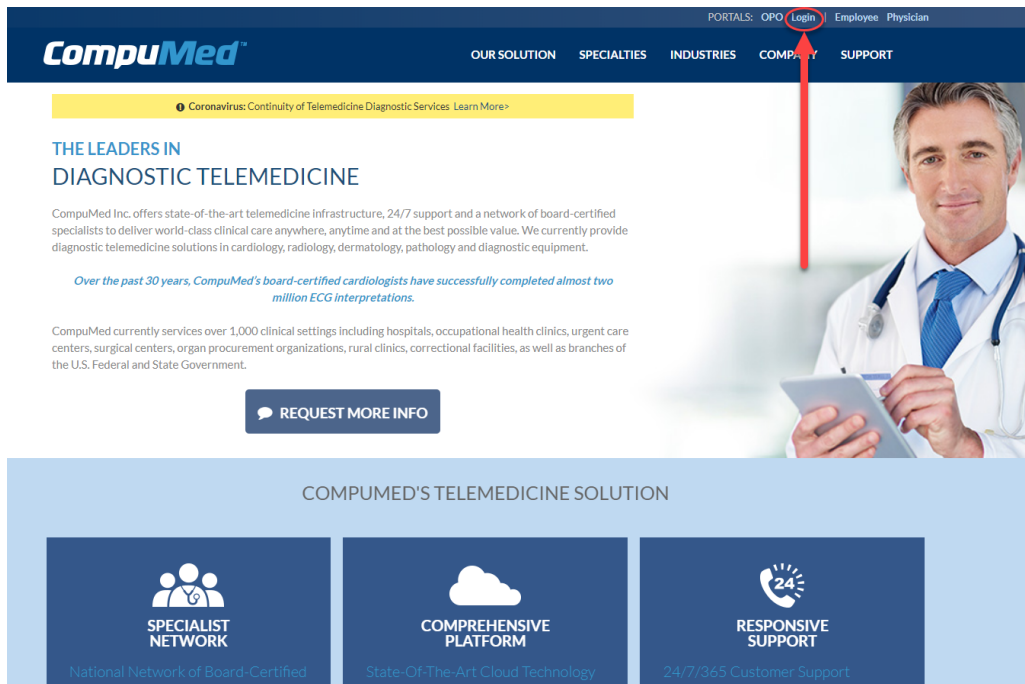 PORTALS: OPO Login | Employee Physician
CompuMed™
OUR SOLUTION SPECIALTIES INDUSTRIES COMPANY SUPPORT
Coronavirus: Continuity of Telemedicine Diagnostic Services Learn More>
THE LEADERS IN
DIAGNOSTIC TELEMEDICINE
CompuMed Inc. offers state-of-the-art telemedicine infrastructure, 24/7 support and a network of board-certified
specialists to deliver world-class clinical care anywhere, anytime and at the best possible value. We currently provide
diagnostic telemedicine solutions in cardiology, radiology, dermatology, pathology and diagnostic equipment.
Over the past 30 years, CompuMed's board-certified cardiologists have successfully completed almost two
million ECG interpretations.
CompuMed currently services over 1,000 clinical settings including hospitals, occupational health clinics, urgent care
centers, surgical centers, organ procurement organizations, rural clinics, correctional facilities, as well as branches of
the U.S. Federal and State Government.
REQUEST MORE INFO
COMPUMED'S TELEMEDICINE SOLUTION
SPECIALIST
NETWORK
National Network of Board-Certified
COMPREHENSIVE
PLATFORM
State-Of-The-Art Cloud Technology
24
RESPONSIVE
SUPPORT
24/7/365 Customer Support